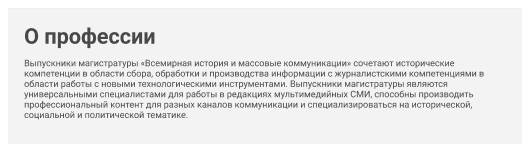 О профессии
Выпускники магистратуры «Всемирная история и массовые коммуникации» сочетают исторические
компетенции в области сбора, обработки и производства информации с журналистскими компетенциями в
области работы с новыми технологическими инструментами. Выпускники магистратуры являются
универсальными специалистами для работы в редакциях мультимедийных СМИ, способны производить
профессиональный контент для разных каналов коммуникации и специализироваться на исторической,
социальной и политической тематике.